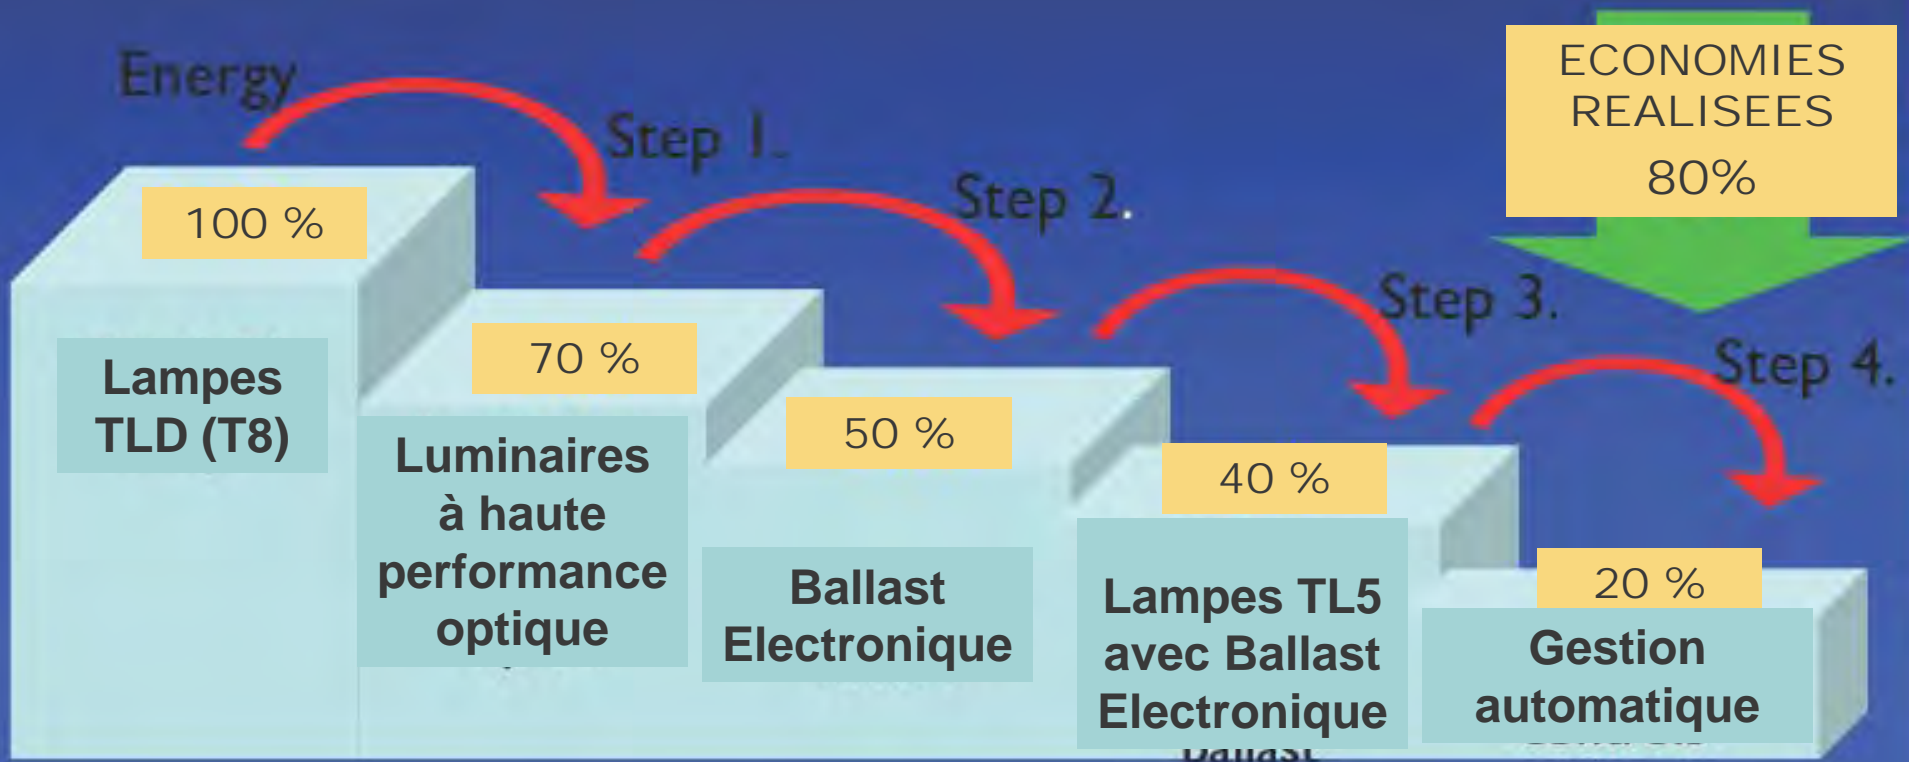 Energy
Step 1.
Step 2.
Step 3.
Step 4.
ECONOMIES
REALISEES
80%
100 %
Lampes
TLD (T8)
70 %
Luminaires
à haute
performance
optique
50 %
Ballast
Electronique
40 %
Lampes TL5
avec Ballast
Electronique
Ballast
20 %
Gestion
automatique